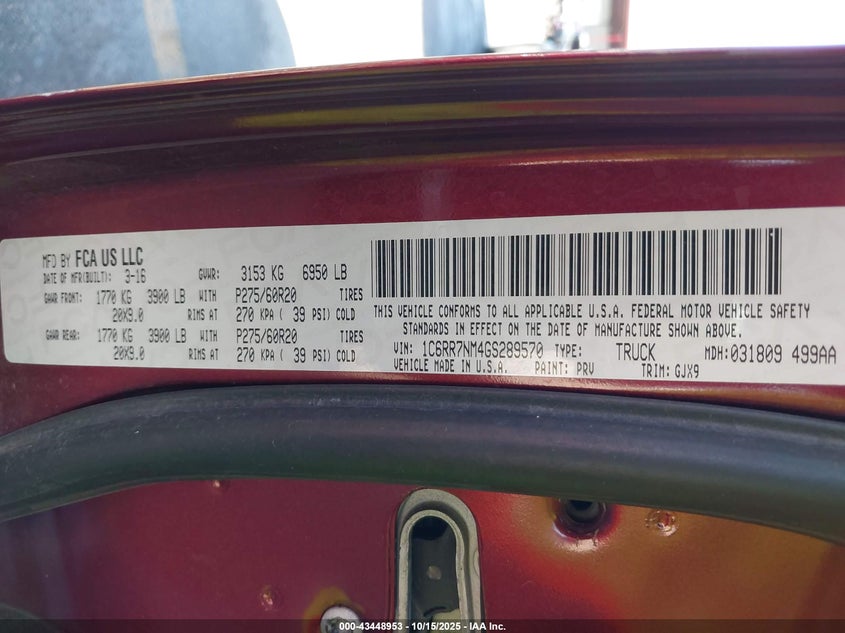 MFD BY FCA US LLC
DATE OF MFR(BUILT): 3-16 GVWR: 3153 KG 6950 LB
GAWR FRONT: 1770 KG 3900 LB WITH P275/60R20 TIRES
20X9.0 RIMS AT 270 KPA ( 39 PSI) COLD
GAWR REAR: 1770 KG 3900 LB WITH P275/60R20 TIRES
20X9.0 RIMS AT 270 KPA ( 39 PSI) COLD
THIS VEHICLE CONFORMS TO ALL APPLICABLE U.S.A. FEDERAL MOTOR VEHICLE SAFETY
STANDARDS IN EFFECT ON THE DATE OF MANUFACTURE SHOWN ABOVE.
VIN: 1C6RR7NM4GS289570 TYPE: TRUCK MDH:031809 499AA
VEHICLE MADE IN U.S.A. PAINT: PRV TRIM: GJX9
000-43448953 - 10/15/2025 - IAA Inc.